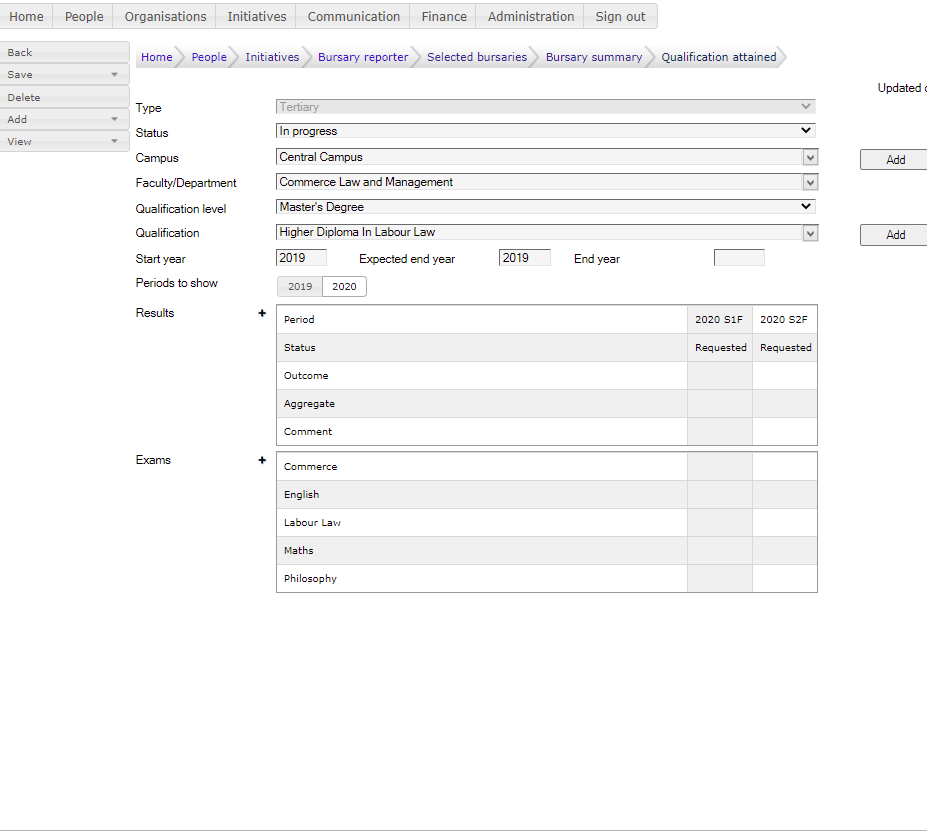 Home People Organisations Initiatives Communication Finance Administration Sign out
Back
Save
Delete
Add
View
Home People Initiatives Bursary reporter Selected bursaries Bursary summary Qualification attained
Updated
Type Tertiary
Status In progress
Campus Central Campus Add
Faculty/Department Commerce Law and Management
Qualification level Master's Degree
Qualification Higher Diploma In Labour Law Add
Start year 2019 Expected end year 2019 End year
Periods to show 2019 2020
Results + Period 2020 S1F 2020 S2F
Status Requested Requested
Outcome
Aggregate
Comment
Exams + Commerce
English
Labour Law
Maths
Philosophy